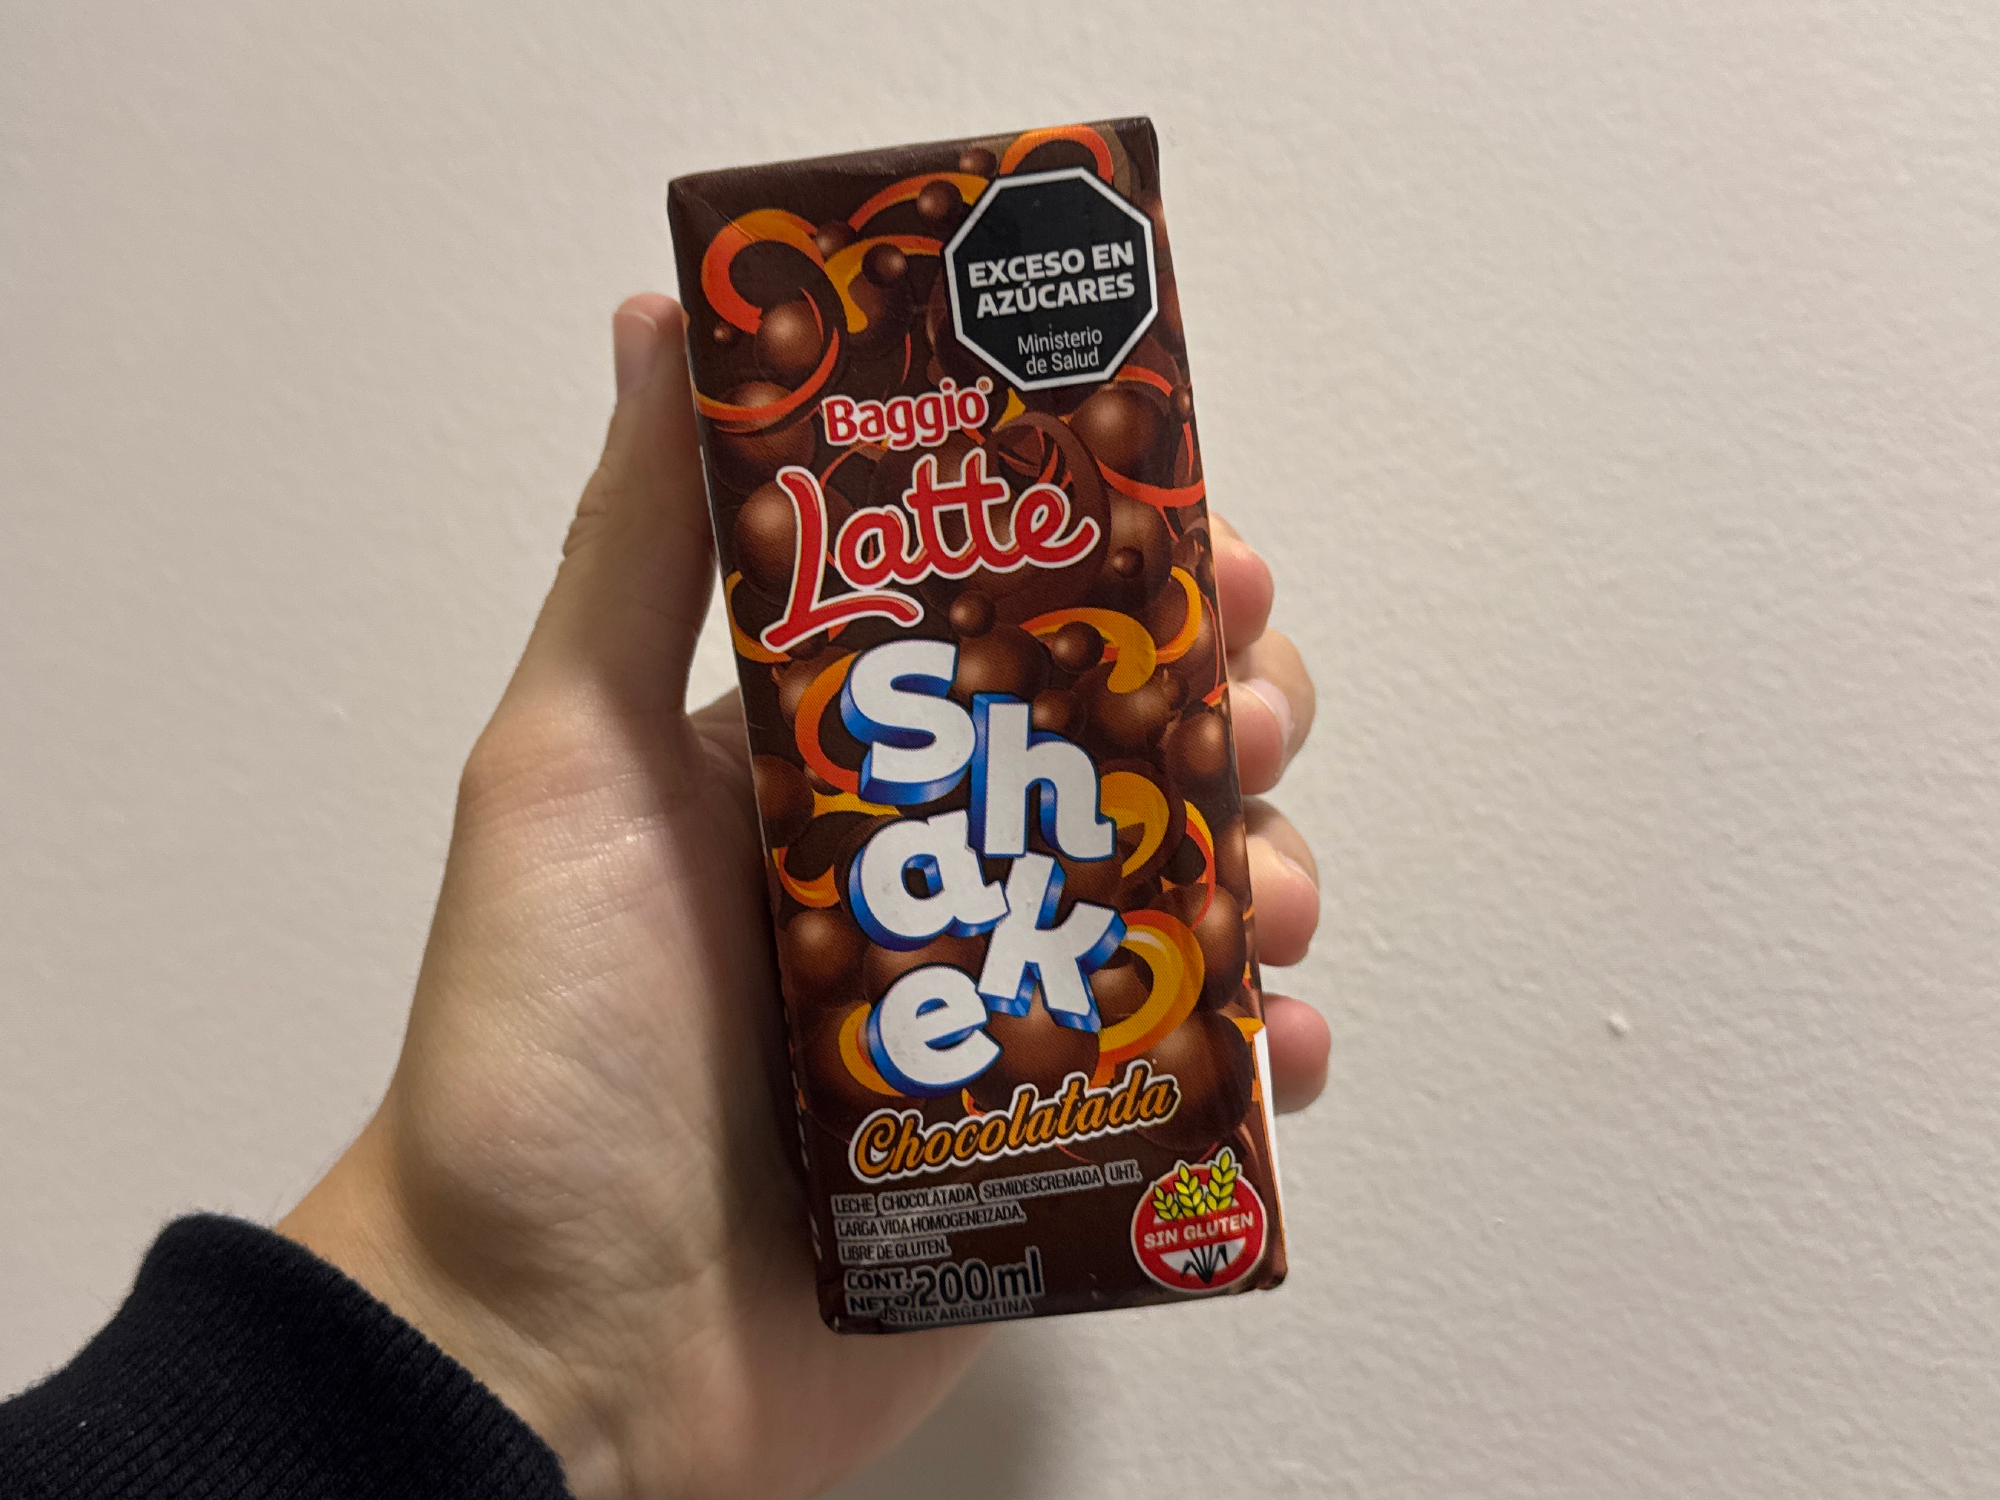 EXCESO EN
AZÚCARES
Ministerio
de Salud
Baggio®
Latte
Shake
Chocolatada
LECHE CHOCOLATADA SEMIDESCREMADA UHT.
LARGA VIDA HOMOGENEIZADA.
LIBRE DE GLUTEN.
CONT.
NETO: 200 ml
ARGENTINA
SIN GLUTEN